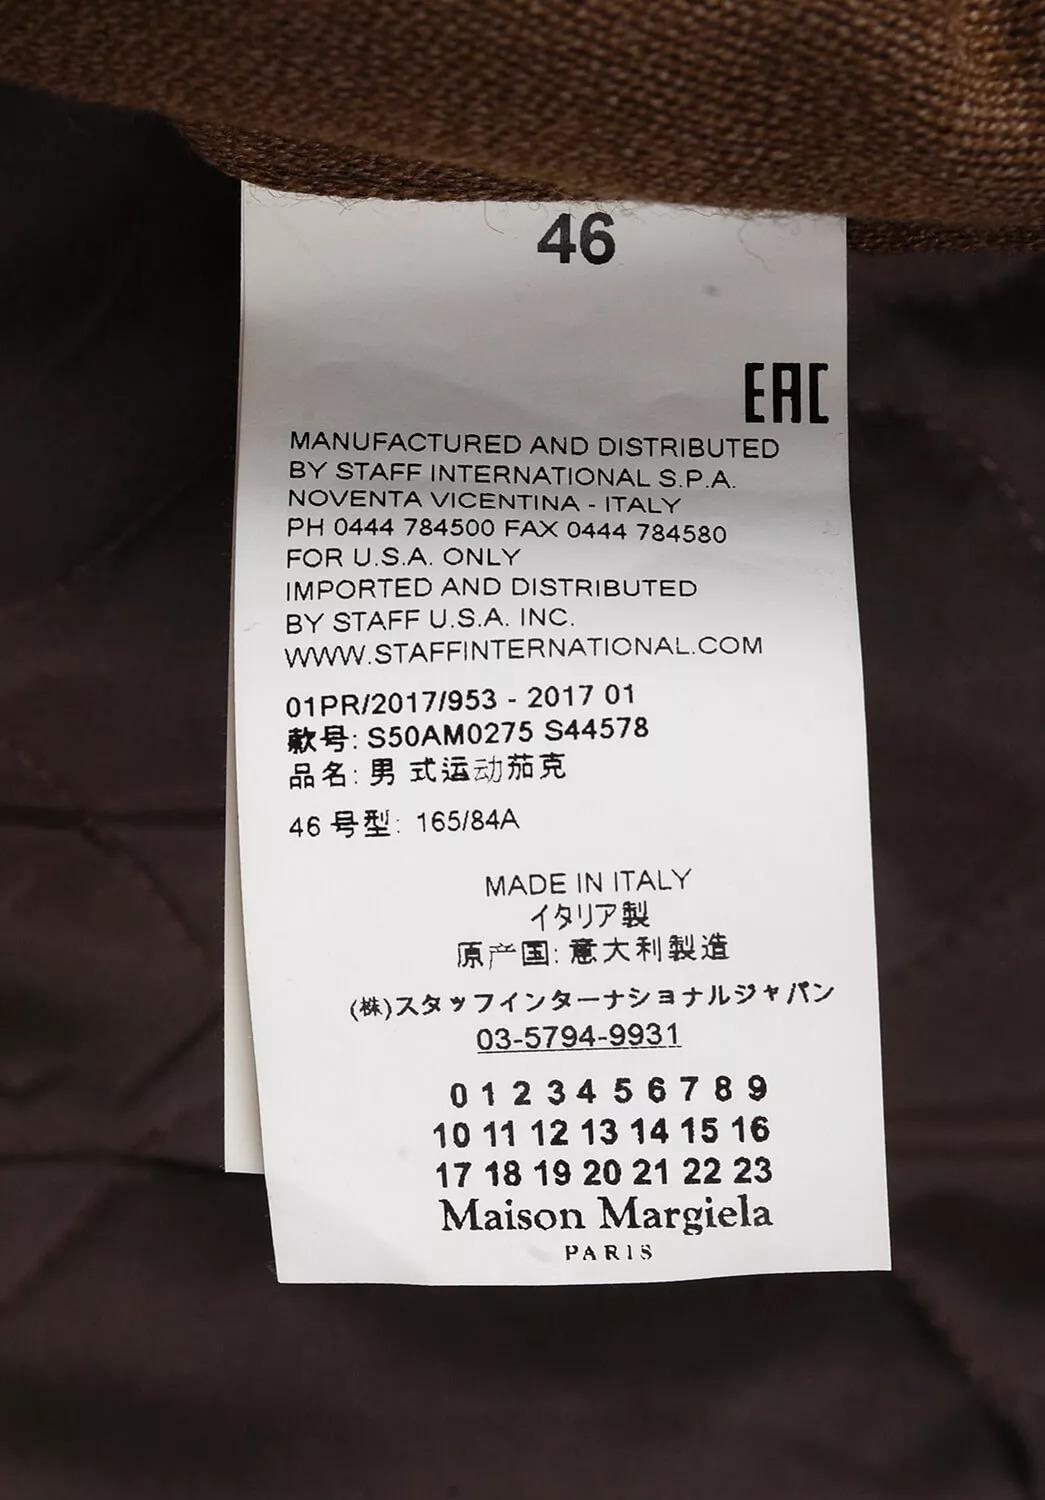 46
EAC
MANUFACTURED AND DISTRIBUTED
BY STAFF INTERNATIONAL S.P.A.
NOVENTA VICENTINA - ITALY
PH 0444 784500 FAX 0444 784580
FOR U.S.A. ONLY
IMPORTED AND DISTRIBUTED
BY STAFF U.S.A. INC.
WWW.STAFFINTERNATIONAL.COM
01PR/2017/953 - 2017 01
款号: S50AM0275 S44578
品名: 男 式运动茄克
46 号型: 165/84A
MADE IN ITALY
イタリア製
原产国: 意大利製造
(株)スタッフインターナショナルジャパン
03-5794-9931
0 1 2 3 4 5 6 7 8 9
10 11 12 13 14 15 16
17 18 19 20 21 22 23
Maison Margiela
PARIS